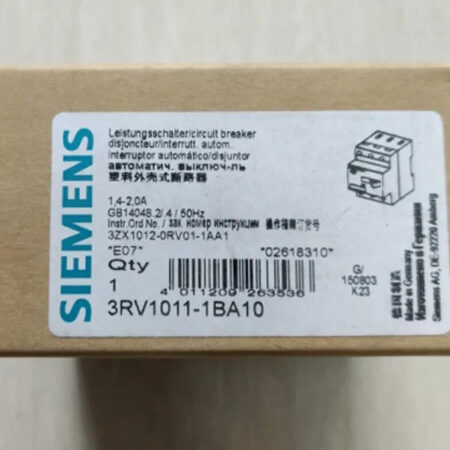 SIEMENS
Leistungsschalter/circuit breaker
disjoncteur/interrutt. autom.
interruptor automático/disjuntor
автоматич. выключ-ль
塑料外壳式断路器
1,4-2,0A
GB14048.2/.4 / 50Hz
Instr.Ord.No./ зак. номер инструкции 操作指南订货号
3ZX1012-0RV01-1AA1
*E07*
*02618310*
Qty
1
4 011209 263536
G/
150803
K23
3RV1011-1BA10
德国制造
Made in Germany
Изготовлено в Германии
Siemens AG, DE-92220 Amberg